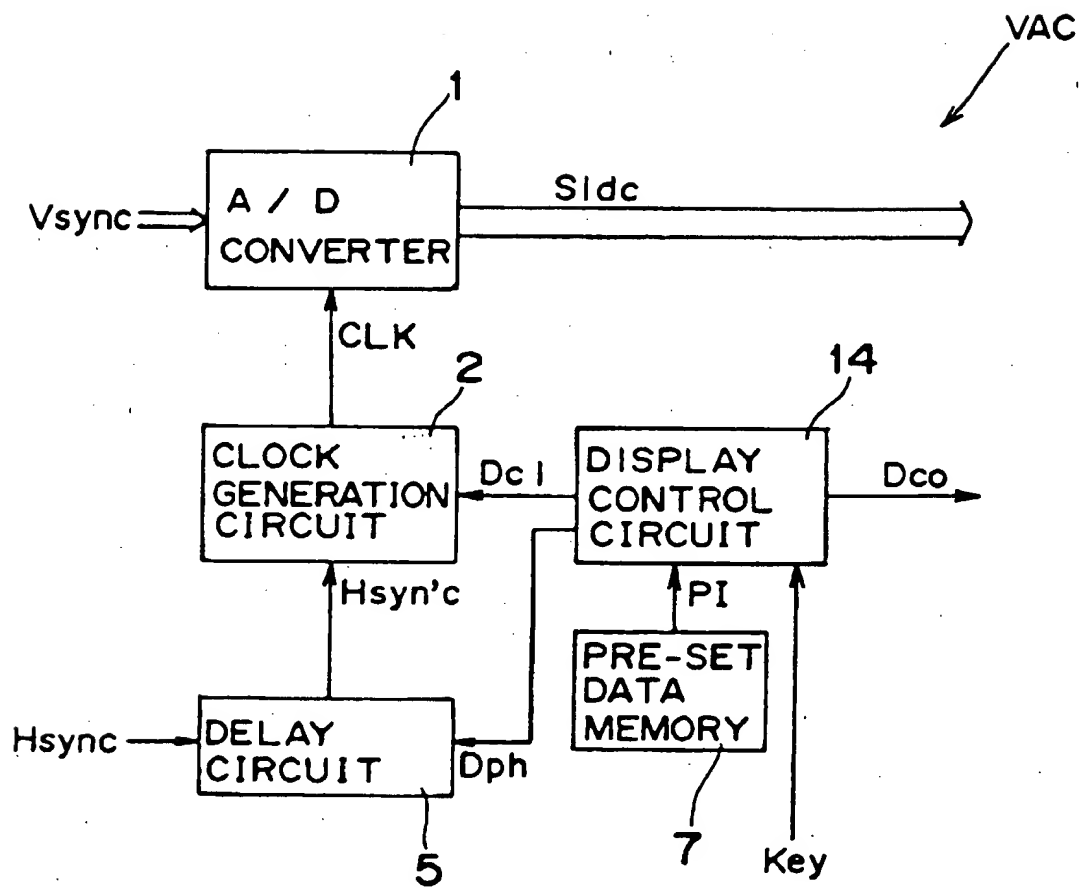 VAC
1
A / D
CONVERTER
Vsync
Sldc
CLK
2
14
CLOCK
GENERATION
CIRCUIT
Dcl
DISPLAY
CONTROL
CIRCUIT
Dco
Hsyn'c
PI
PRE-SET
DATA
MEMORY
Hsync
DELAY
CIRCUIT
Dph
5
7
Key